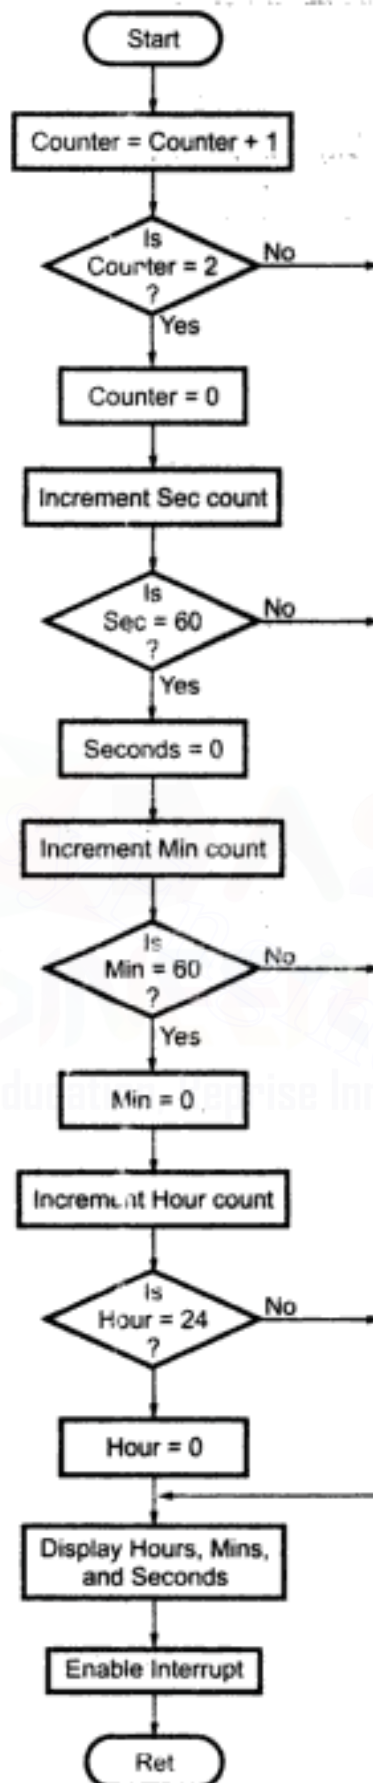 Start
Counter = Counter + 1
Is
Counter = 2
?
No
Yes
Counter = 0
Increment Sec count
Is
Sec = 60
?
No
Yes
Seconds = 0
Increment Min count
Is
Min = 60
?
No
Yes
Min = 0
Increment Hour count
Is
Hour = 24
?
No
Hour = 0
Display Hours, Mins,
and Seconds
Enable Interrupt
Ret